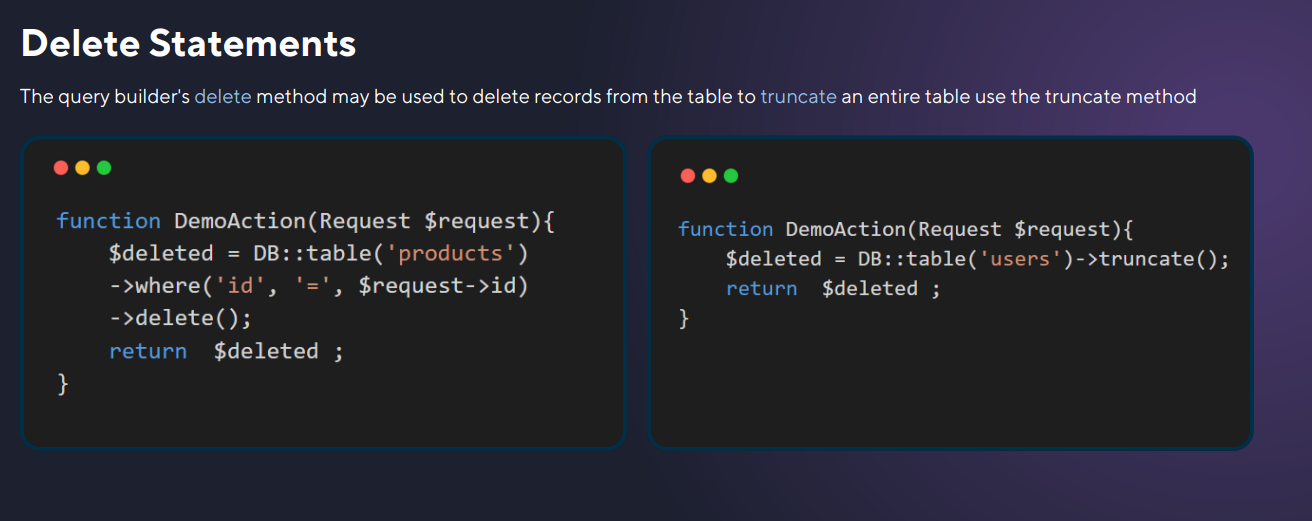 Delete Statements
The query builder's delete method may be used to delete records from the table to truncate an entire table use the truncate method
function DemoAction(Request $request){
    $deleted = DB::table('products')
    ->where('id', '=', $request->id)
    ->delete();
    return  $deleted ;
}
function DemoAction(Request $request){
    $deleted = DB::table('users')->truncate();
    return  $deleted ;
}